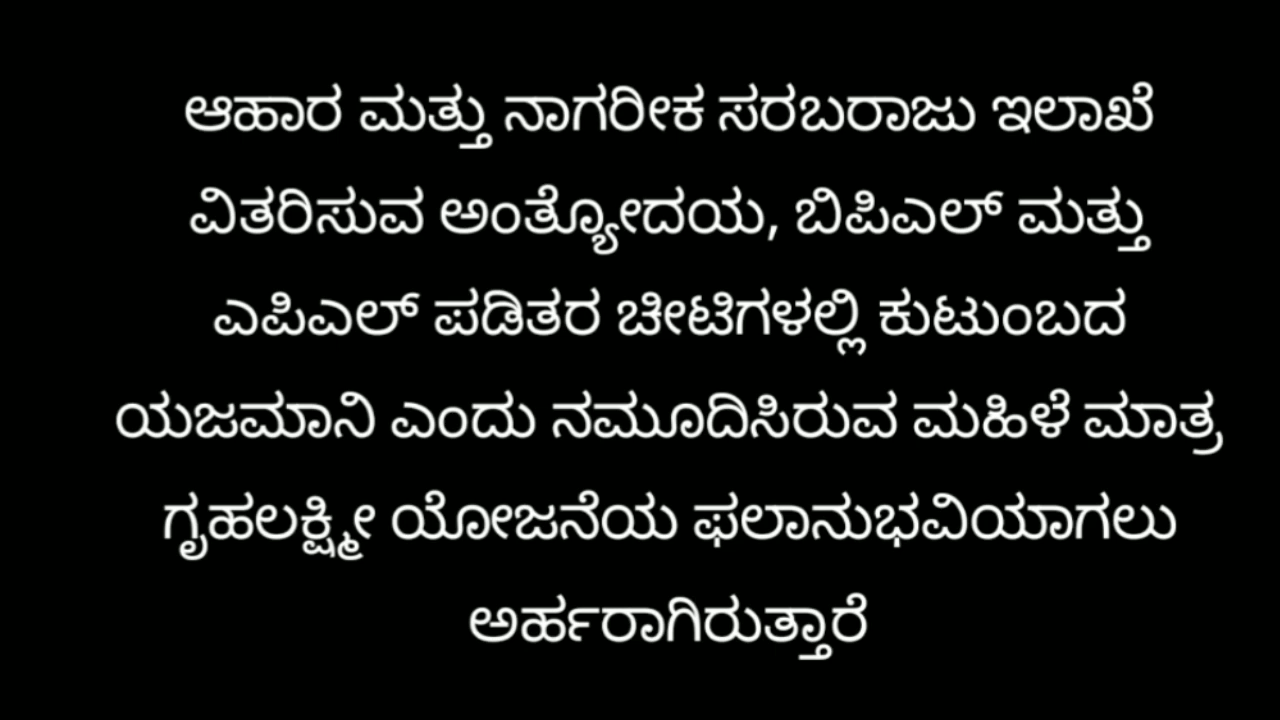 ಆಹಾರ ಮತ್ತು ನಾಗರೀಕ ಸರಬರಾಜು ಇಲಾಖೆ
ವಿತರಿಸುವ ಅಂತ್ಯೋದಯ, ಬಿಪಿಎಲ್ ಮತ್ತು
ಎಪಿಎಲ್ ಪಡಿತರ ಚೀಟಿಗಳಲ್ಲಿ ಕುಟುಂಬದ
ಯಜಮಾನಿ ಎಂದು ನಮೂದಿಸಿರುವ ಮಹಿಳೆ ಮಾತ್ರ
ಗೃಹಲಕ್ಷ್ಮೀ ಯೋಜನೆಯ ಫಲಾನುಭವಿಯಾಗಲು
ಅರ್ಹರಾಗಿರುತ್ತಾರೆ